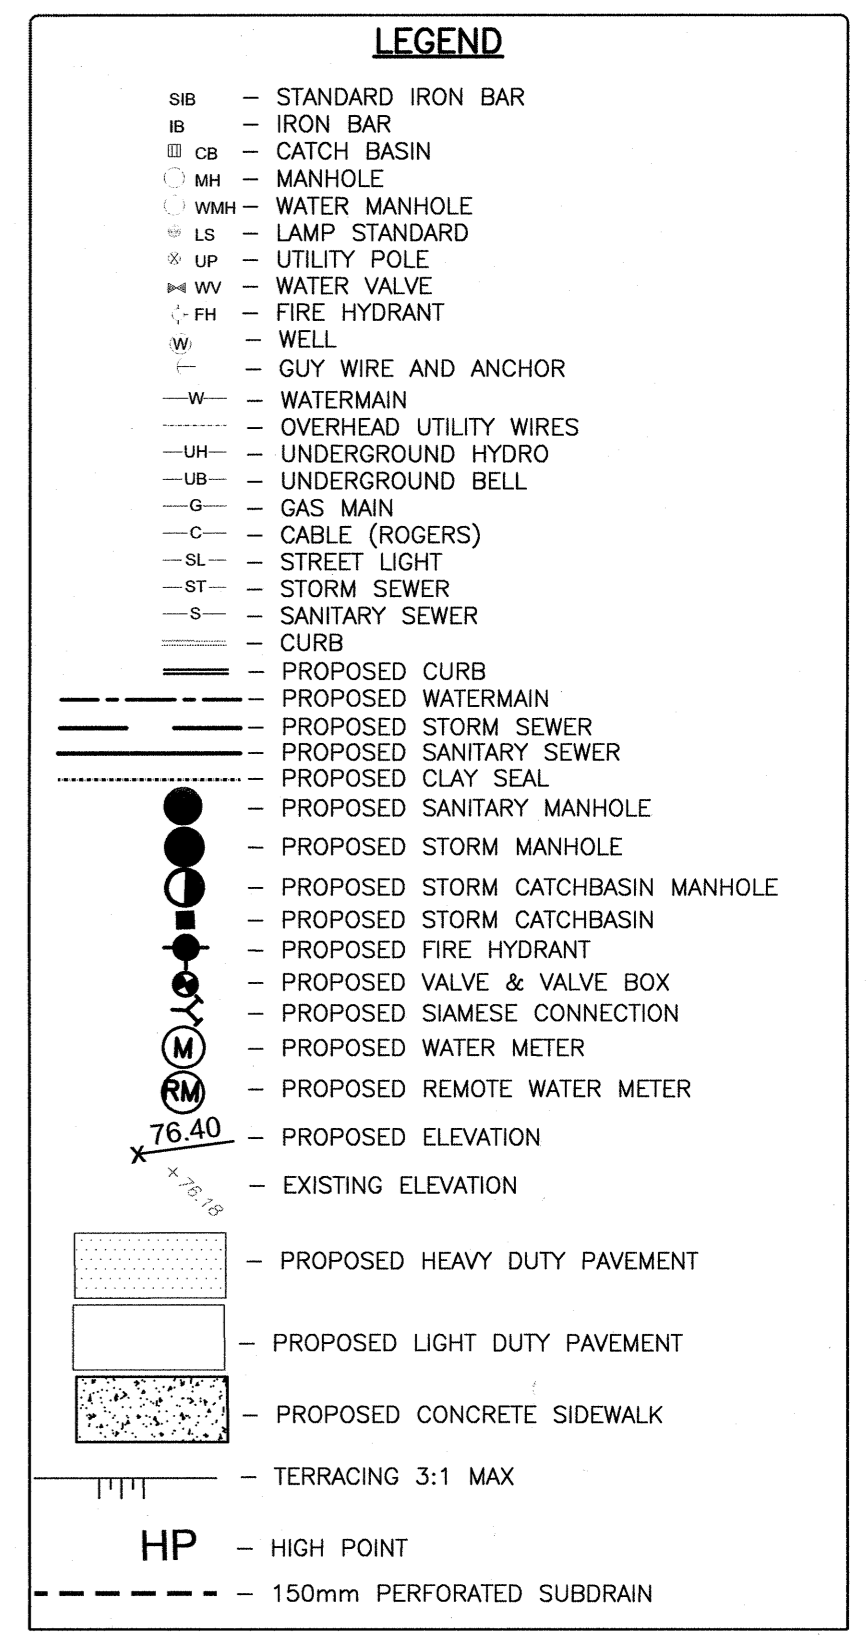 LEGEND
SIB – STANDARD IRON BAR
IB – IRON BAR
CB – CATCH BASIN
MH – MANHOLE
WMH – WATER MANHOLE
LS – LAMP STANDARD
UP – UTILITY POLE
WV – WATER VALVE
FH – FIRE HYDRANT
W – WELL
– GUY WIRE AND ANCHOR
W – WATERMAIN
– OVERHEAD UTILITY WIRES
UH – UNDERGROUND HYDRO
UB – UNDERGROUND BELL
G – GAS MAIN
C – CABLE (ROGERS)
SL – STREET LIGHT
ST – STORM SEWER
S – SANITARY SEWER
– CURB
– PROPOSED CURB
– PROPOSED WATERMAIN
– PROPOSED STORM SEWER
– PROPOSED SANITARY SEWER
– PROPOSED CLAY SEAL
– PROPOSED SANITARY MANHOLE
– PROPOSED STORM MANHOLE
– PROPOSED STORM CATCHBASIN MANHOLE
– PROPOSED STORM CATCHBASIN
– PROPOSED FIRE HYDRANT
– PROPOSED VALVE & VALVE BOX
– PROPOSED SIAMESE CONNECTION
M – PROPOSED WATER METER
RM – PROPOSED REMOTE WATER METER
x 76.40 – PROPOSED ELEVATION
x 76.18 – EXISTING ELEVATION
– PROPOSED HEAVY DUTY PAVEMENT
– PROPOSED LIGHT DUTY PAVEMENT
– PROPOSED CONCRETE SIDEWALK
– TERRACING 3:1 MAX
HP – HIGH POINT
– 150mm PERFORATED SUBDRAIN